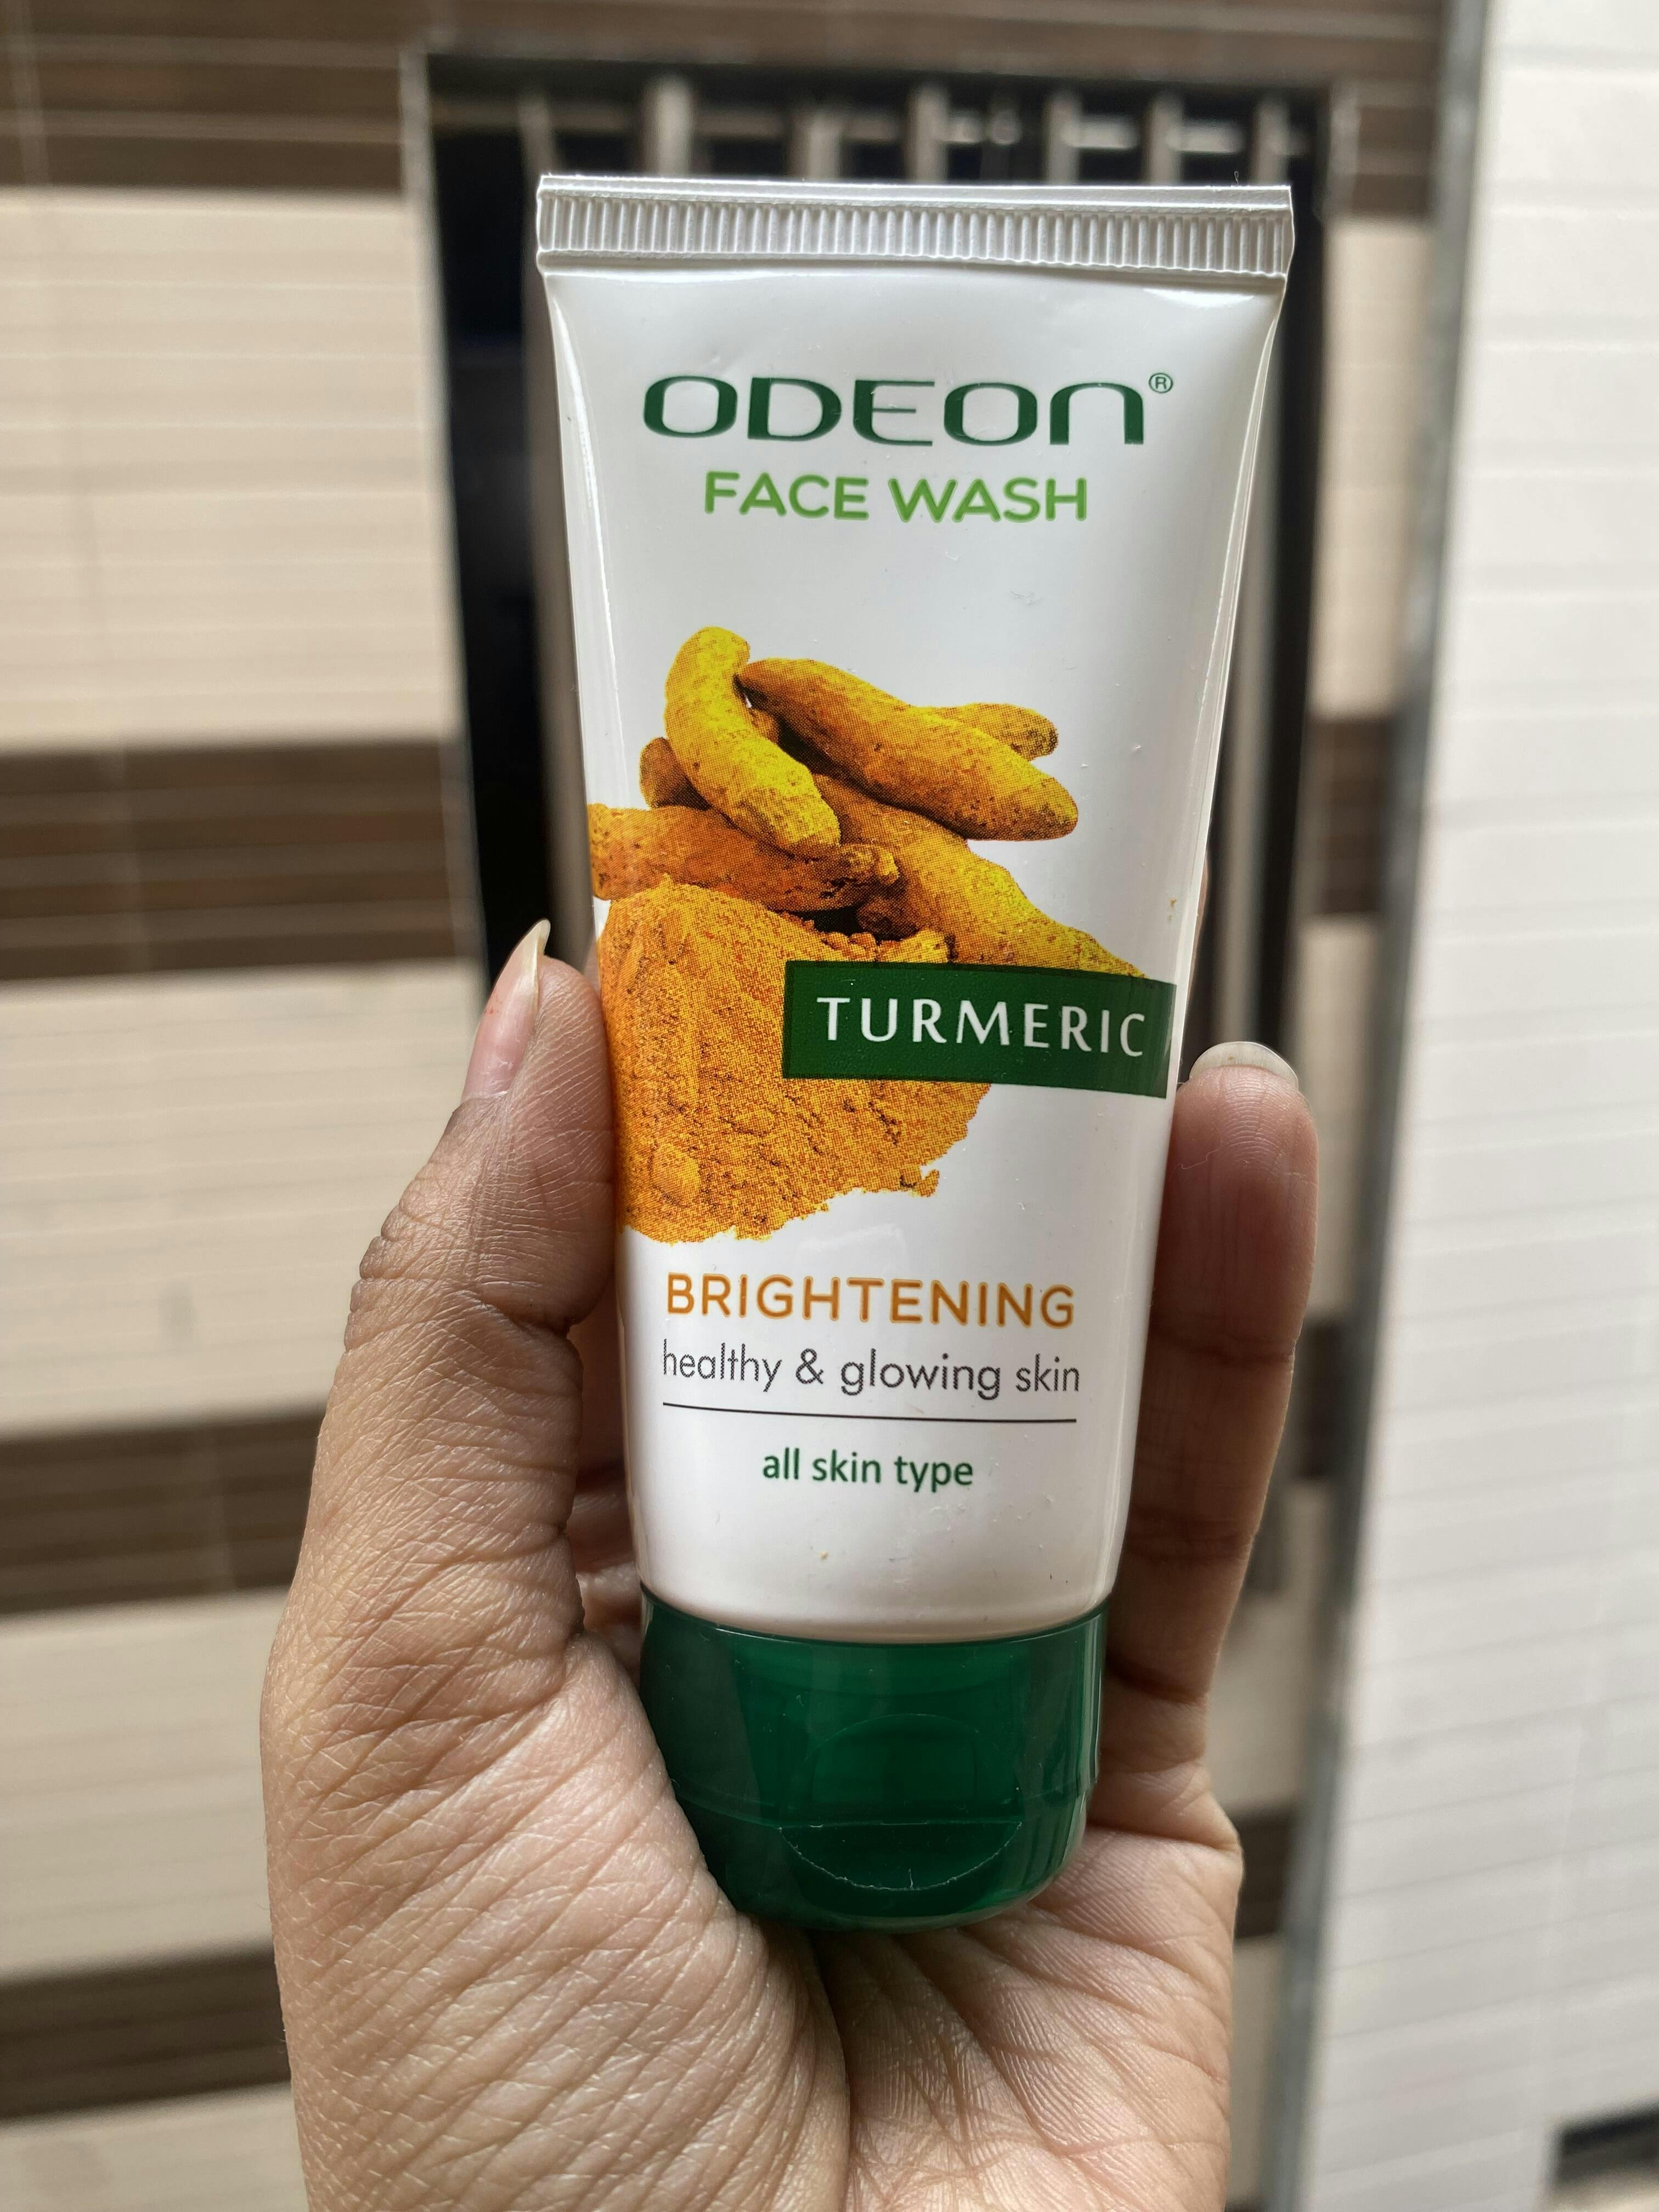 ODEON®
FACE WASH
TURMERIC
BRIGHTENING
healthy & glowing skin
all skin type